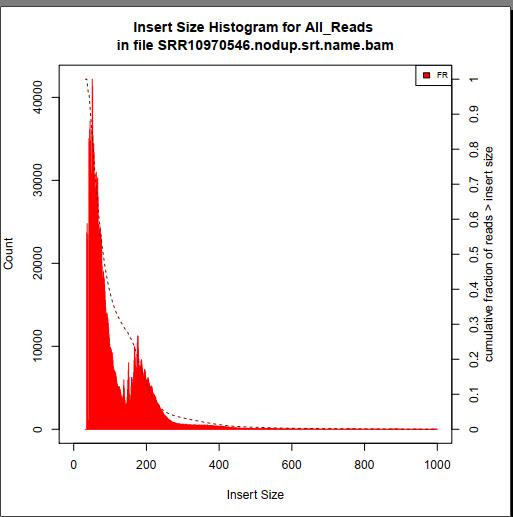 Insert Size Histogram for All_Reads
in file SRR10970546.nodup.srt.name.bam
FR
Count
0
10000
20000
30000
40000
0
0.1
0.2
0.3
0.4
0.5
0.6
0.7
0.8
0.9
1
cumulative fraction of reads > insert size
0 200 400 600 800 1000
Insert Size